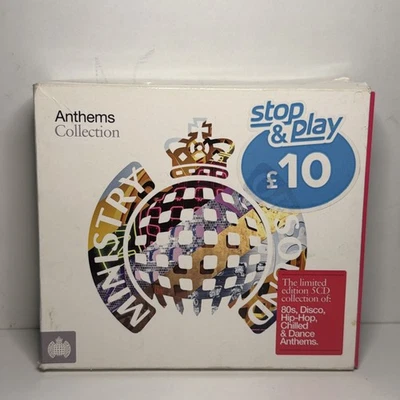 Anthems
Collection
stop
& play
£10
MINISTRY
SOUND
The limited
edition 5CD
collection of:
80s, Disco,
Hip-Hop,
Chilled
& Dance
Anthems.